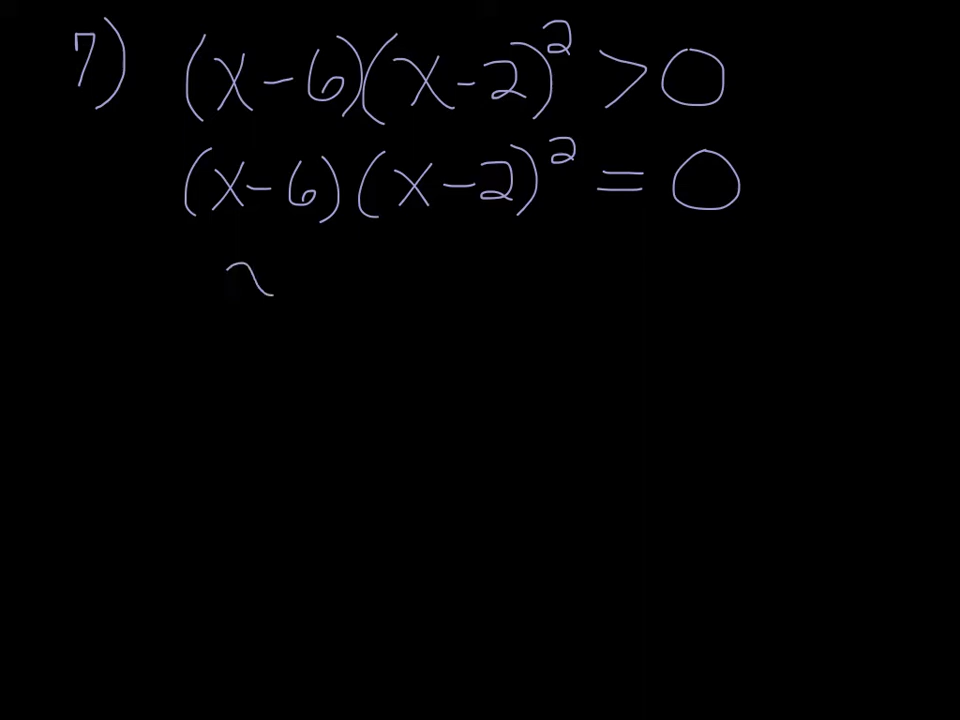 7) (x-6)(x-2)² > 0
(x-6)(x-2)² = 0